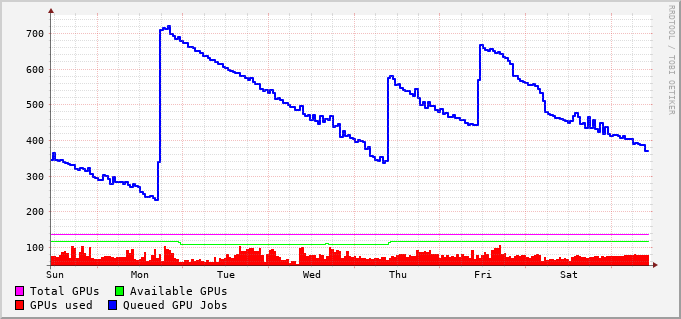 RRDTOOL / TOBI OETIKER
700
600
500
400
300
200
100
Sun Mon Tue Wed Thu Fri Sat
Total GPUs Available GPUs
GPUs used Queued GPU Jobs